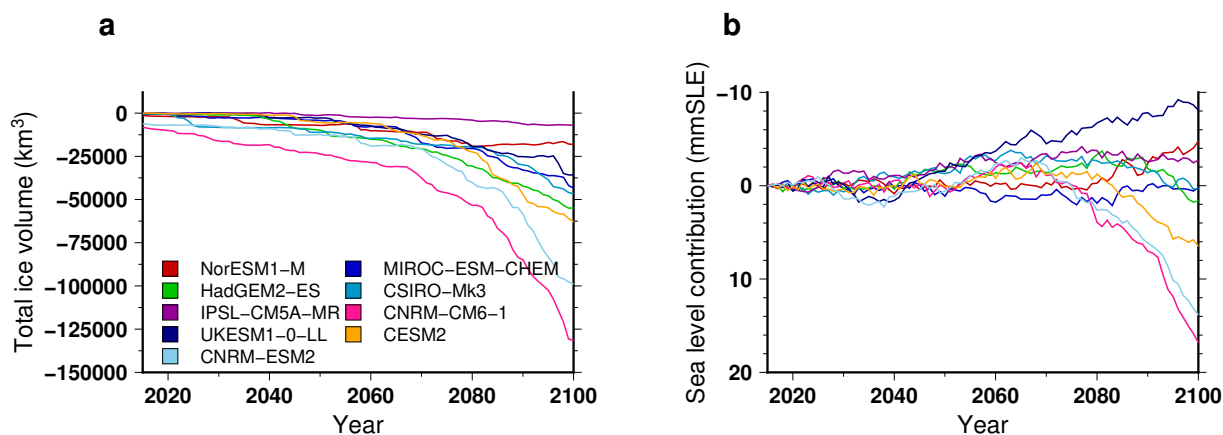 a
Total ice volume (km³)
0
−25000
−50000
−75000
−100000
−125000
−150000
2020 2040 2060 2080 2100
Year
NorESM1−M
HadGEM2−ES
IPSL−CM5A−MR
UKESM1−0−LL
CNRM−ESM2
MIROC−ESM−CHEM
CSIRO−Mk3
CNRM−CM6−1
CESM2
b
Sea level contribution (mmSLE)
−10
0
10
20
2020 2040 2060 2080 2100
Year